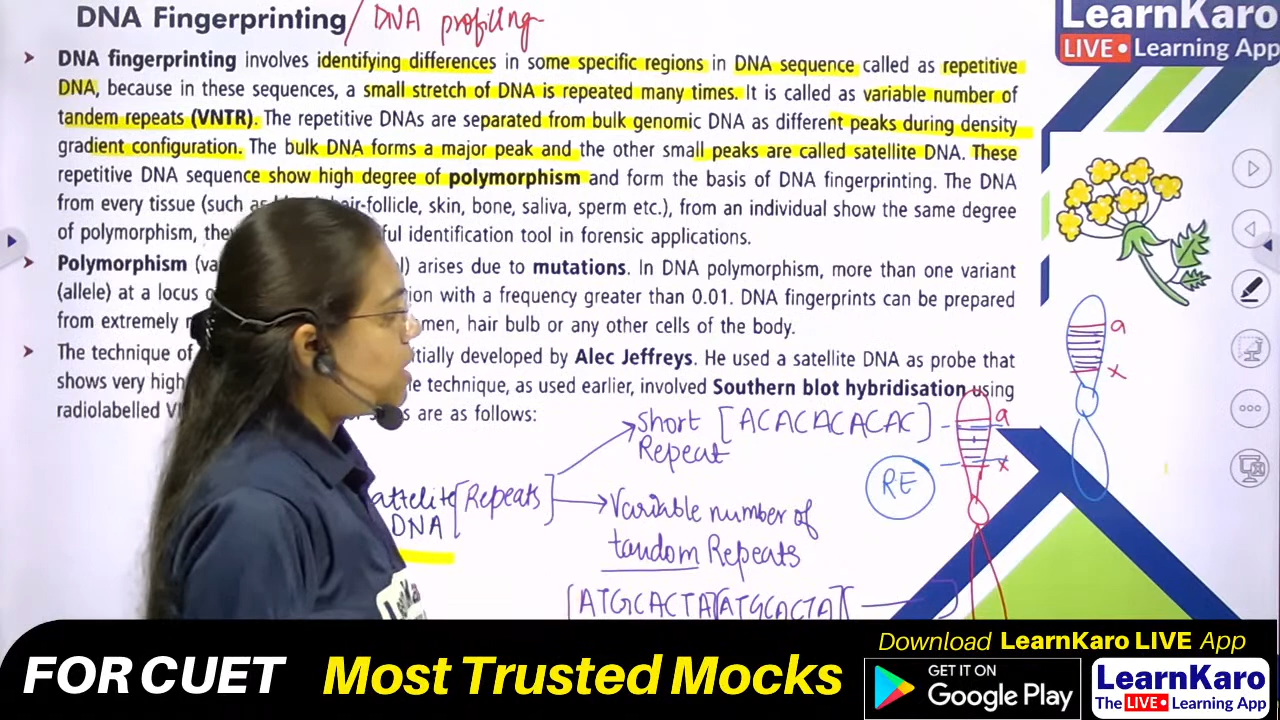 DNA Fingerprinting / DNA profiling
LearnKaro
LIVE • Learning App
DNA fingerprinting involves identifying differences in some specific regions in DNA sequence called as repetitive
DNA, because in these sequences, a small stretch of DNA is repeated many times. It is called as variable number of
tandem repeats (VNTR). The repetitive DNAs are separated from bulk genomic DNA as different peaks during density
gradient configuration. The bulk DNA forms a major peak and the other small peaks are called satellite DNA. These
repetitive DNA sequence show high degree of polymorphism and form the basis of DNA fingerprinting. The DNA
from every tissue (such as -follicle, skin, bone, saliva, sperm etc.), from an individual show the same degree
of polymorphism, they ful identification tool in forensic applications.
Polymorphism (va l) arises due to mutations. In DNA polymorphism, more than one variant
(allele) at a locus ion with a frequency greater than 0.01. DNA fingerprints can be prepared
from extremely men, hair bulb or any other cells of the body.
The technique of itially developed by Alec Jeffreys. He used a satellite DNA as probe that
shows very high technique, as used earlier, involved Southern blot hybridisation using
radiolabelled are as follows:
a
x
Short [ACACACACAC]
Repeat
a
x
RE
attelite [Repeats]
DNA
Variable number of
tandom Repeats
[ATGCACTA][ATGCACTA][
FOR CUET Most Trusted Mocks
Download LearnKaro LIVE App
GET IT ON
Google Play
LearnKaro
The LIVE • Learning App